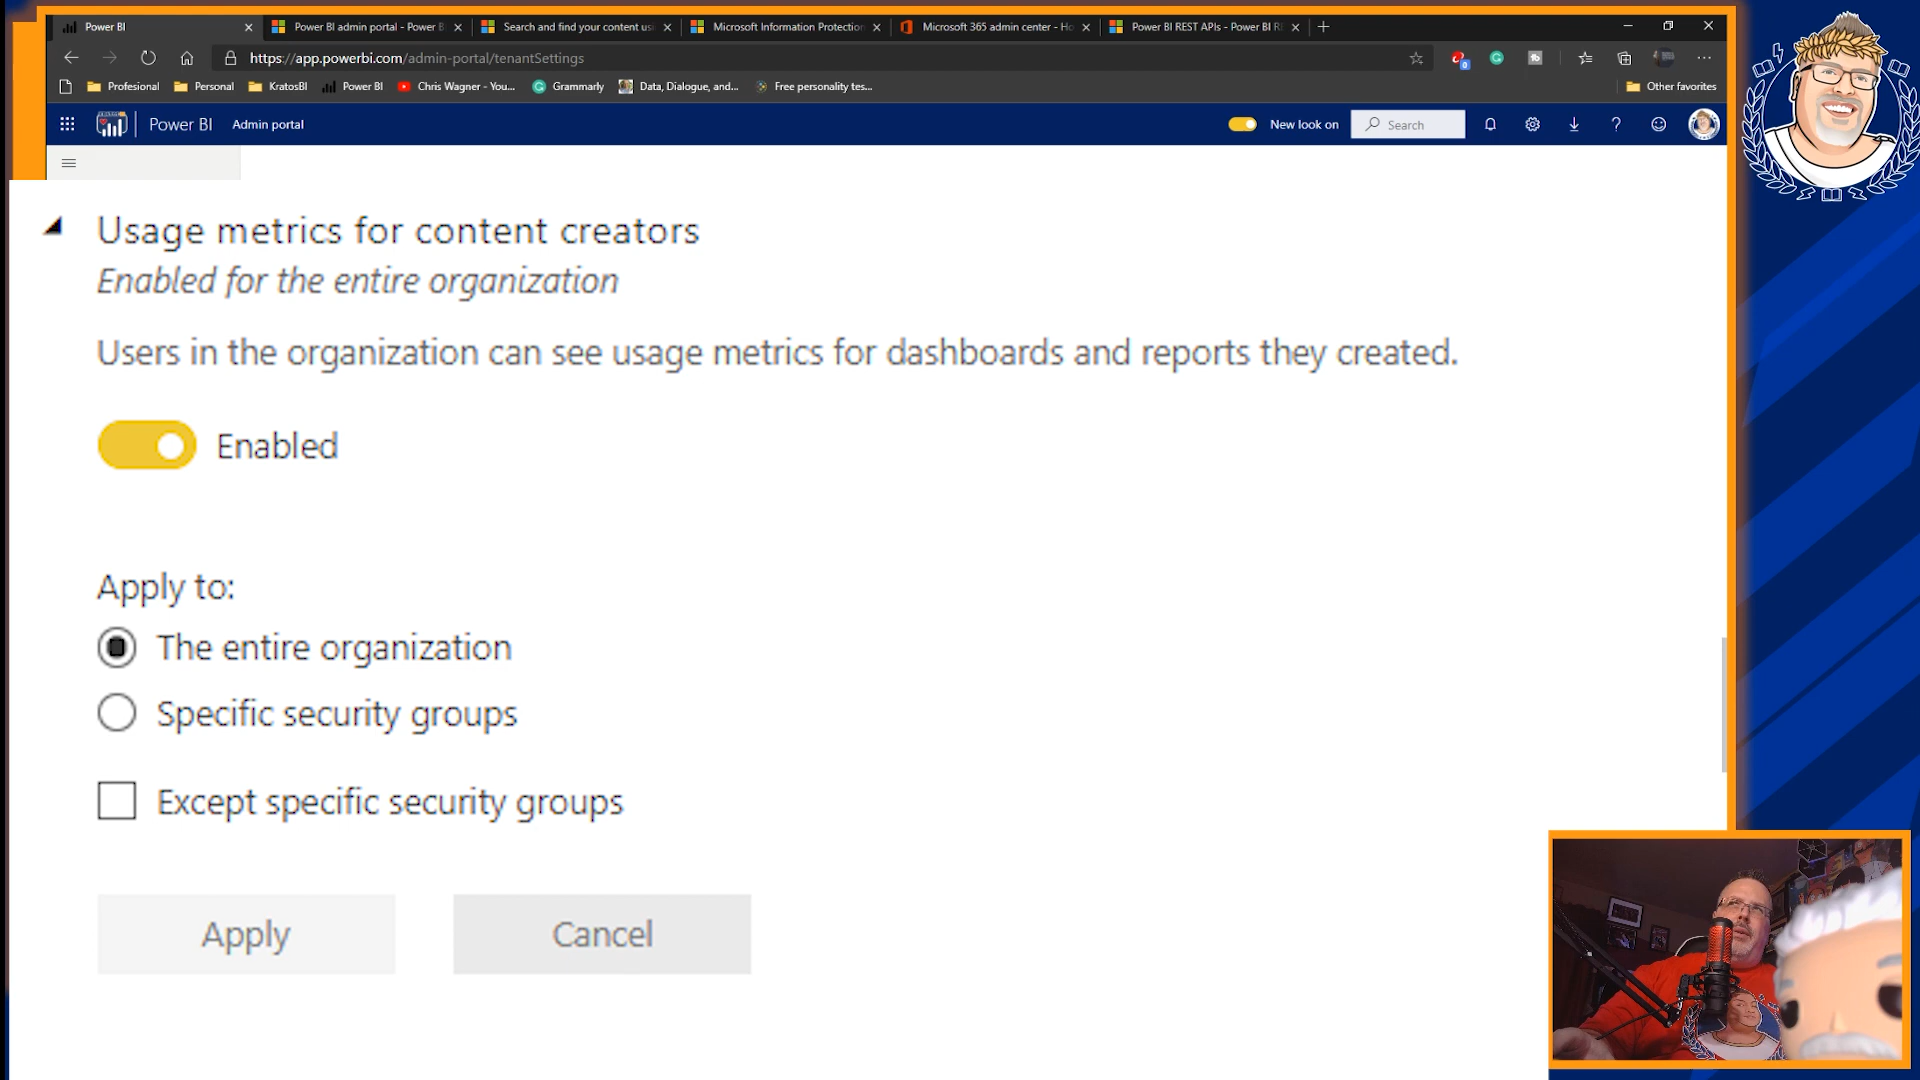 Power BI
Power BI admin portal - Power B
Search and find your content us
Microsoft Information Protection
Microsoft 365 admin center - Ho
Power BI REST APIs - Power BI R
https://app.powerbi.com/admin-portal/tenantSettings
Profesional
Personal
KratosBI
Power BI
Chris Wagner - You...
Grammarly
Data, Dialogue, and...
Free personality tes...
Other favorites
Power BI
Admin portal
New look on
Search
Usage metrics for content creators
Enabled for the entire organization
Users in the organization can see usage metrics for dashboards and reports they created.
Enabled
Apply to:
The entire organization
Specific security groups
Except specific security groups
Apply
Cancel